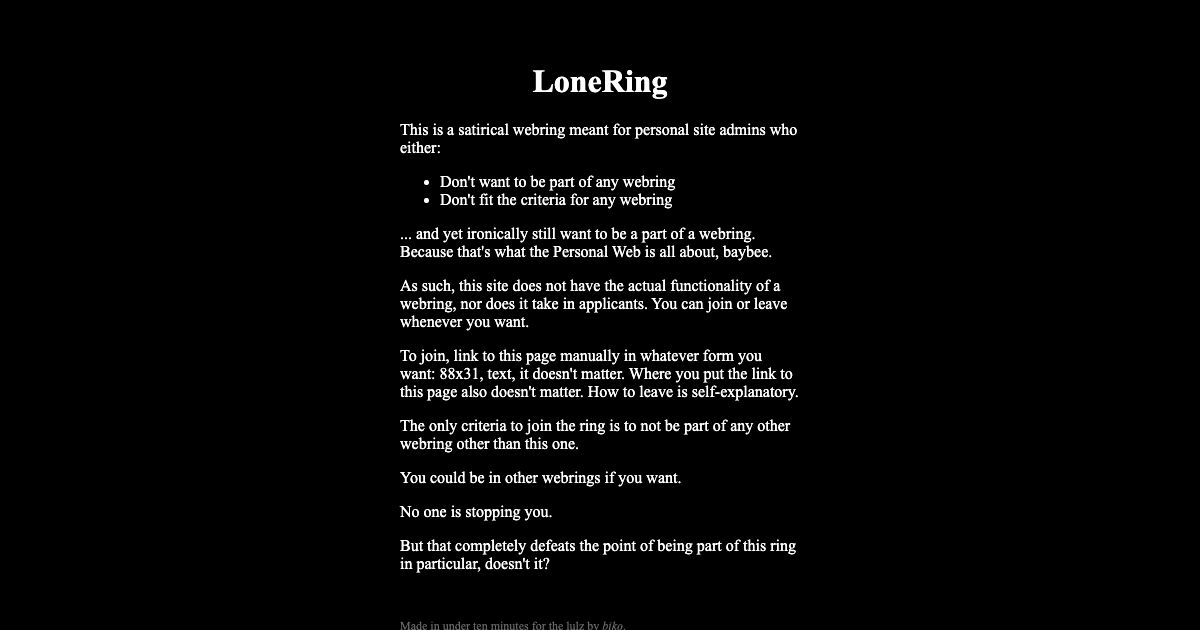 LoneRing
This is a satirical webring meant for personal site admins who
either:
Don't want to be part of any webring
Don't fit the criteria for any webring
... and yet ironically still want to be a part of a webring.
Because that's what the Personal Web is all about, baybee.
As such, this site does not have the actual functionality of a
webring, nor does it take in applicants. You can join or leave
whenever you want.
To join, link to this page manually in whatever form you
want: 88x31, text, it doesn't matter. Where you put the link to
this page also doesn't matter. How to leave is self-explanatory.
The only criteria to join the ring is to not be part of any other
webring other than this one.
You could be in other webrings if you want.
No one is stopping you.
But that completely defeats the point of being part of this ring
in particular, doesn't it?
Made in under ten minutes for the lulz by biko.